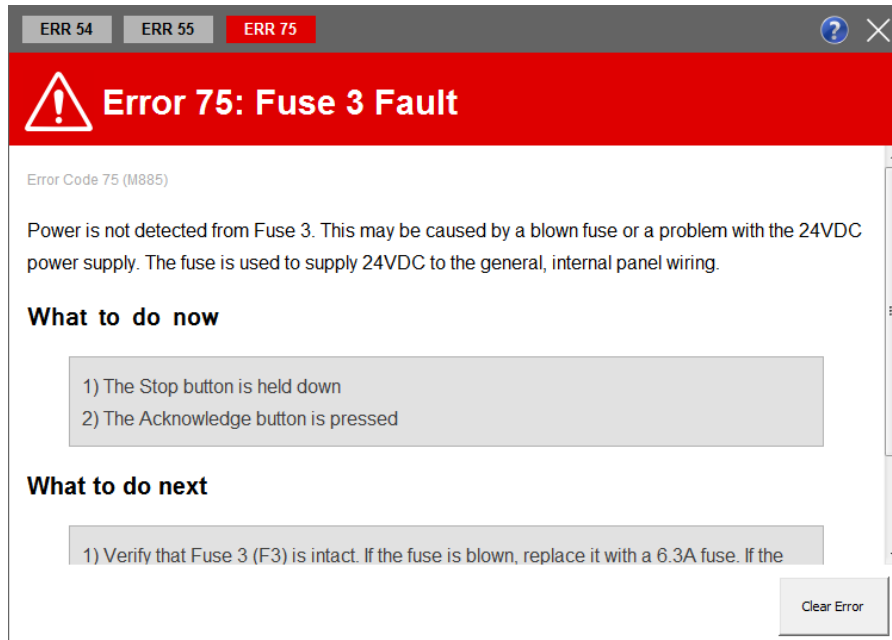 ERR 54 ERR 55 ERR 75 ?
Error 75: Fuse 3 Fault
Error Code 75 (M885)
Power is not detected from Fuse 3. This may be caused by a blown fuse or a problem with the 24VDC
power supply. The fuse is used to supply 24VDC to the general, internal panel wiring.
What to do now
1) The Stop button is held down
2) The Acknowledge button is pressed
What to do next
1) Verify that Fuse 3 (F3) is intact. If the fuse is blown, replace it with a 6.3A fuse. If the
Clear Error